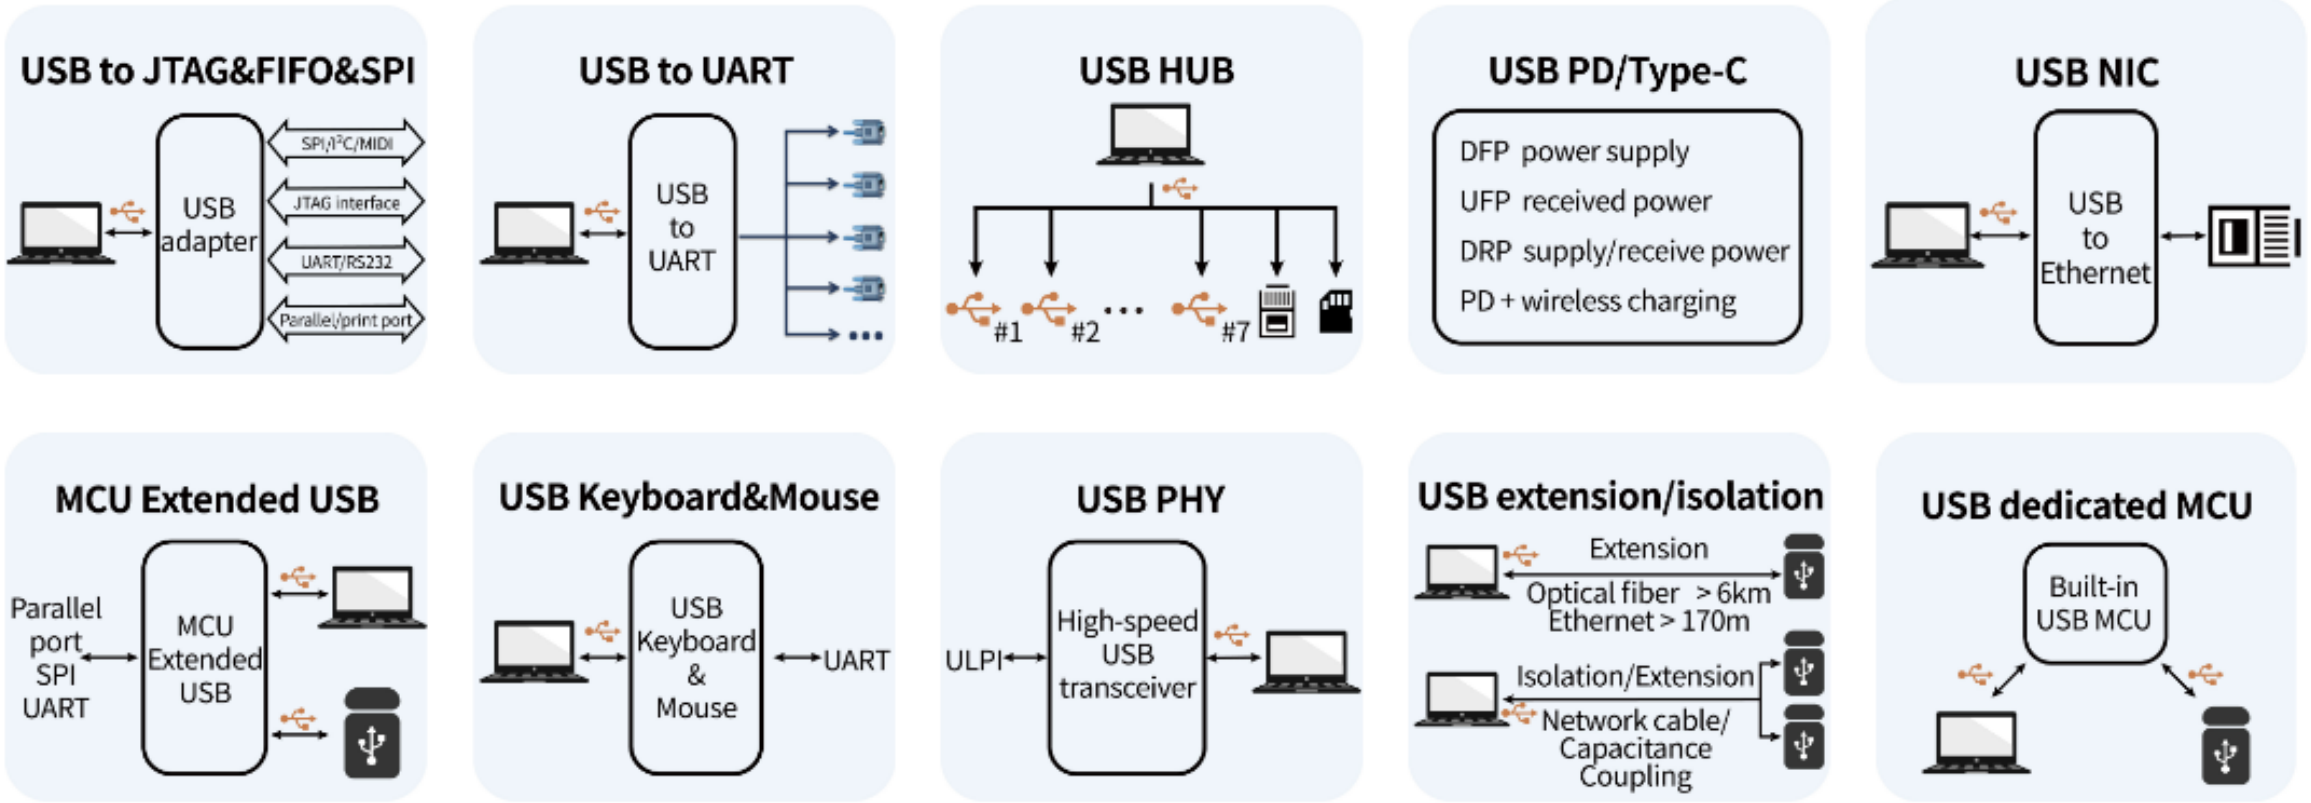 USB to JTAG&FIFO&SPI
USB
adapter
SPI/I²C/MIDI
JTAG interface
UART/RS232
Parallel/print port
USB to UART
USB
to
UART
USB HUB
#1
#2
#7
USB PD/Type-C
DFP power supply
UFP received power
DRP supply/receive power
PD + wireless charging
USB NIC
USB
to
Ethernet
MCU Extended USB
Parallel
port
SPI
UART
MCU
Extended
USB
USB Keyboard&Mouse
USB
Keyboard
&
Mouse
UART
USB PHY
ULPI
High-speed
USB
transceiver
USB extension/isolation
Extension
Optical fiber > 6km
Ethernet > 170m
Isolation/Extension
Network cable/
Capacitance
Coupling
USB dedicated MCU
Built-in
USB MCU